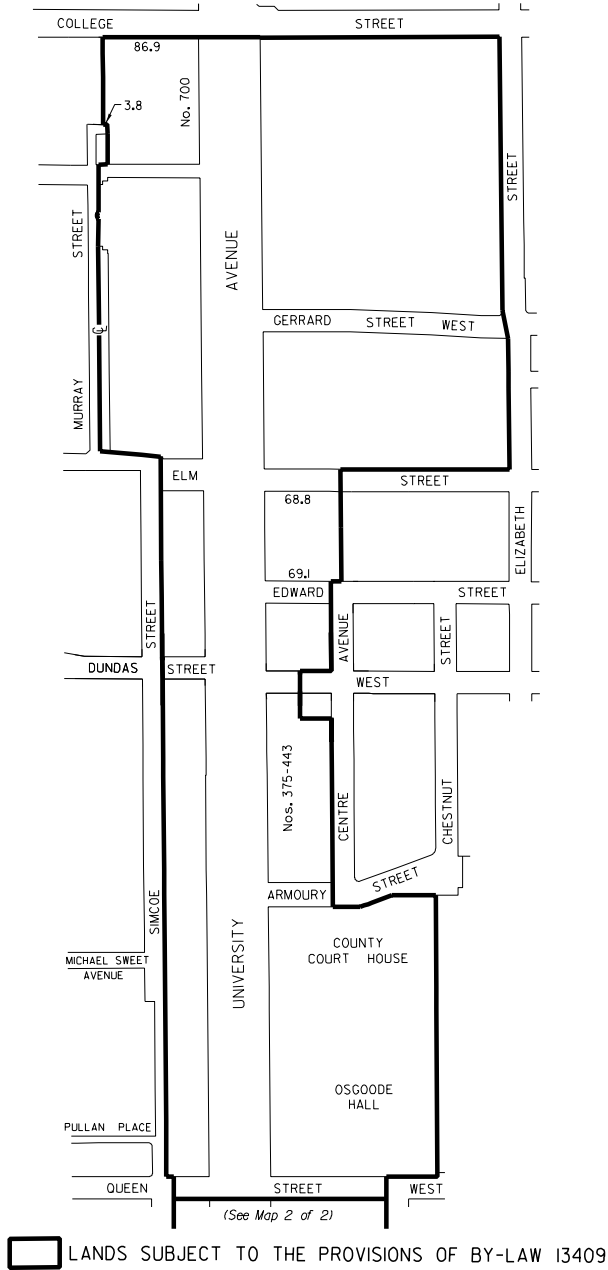 COLLEGE STREET
86.9
No. 700
3.8
STREET
STREET
AVENUE
GERRARD STREET WEST
MURRAY
ELM STREET
68.8
ELIZABETH
69.1
EDWARD STREET
STREET
AVENUE
STREET
DUNDAS STREET WEST
Nos. 375-443
CENTRE
CHESTNUT
STREET
ARMOURY
SIMCOE
UNIVERSITY
COUNTY
COURT HOUSE
MICHAEL SWEET
AVENUE
OSGOODE
HALL
PULLAN PLACE
QUEEN STREET WEST
(See Map 2 of 2)
LANDS SUBJECT TO THE PROVISIONS OF BY-LAW 13409